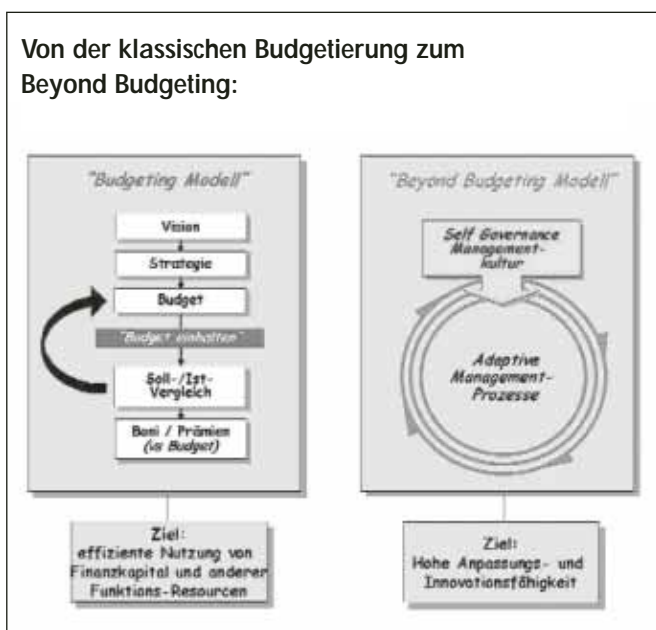 Von der klassischen Budgetierung zum
Beyond Budgeting:
"Budgeting Modell"
Vision
Strategie
Budget
"Budget einhalten"
Soll-/Ist-
Vergleich
Boni / Prämien
(vs Budget)
Ziel:
effiziente Nutzung von
Finanzkapital und anderer
Funktions-Resourcen
"Beyond Budgeting Modell"
Self Governance
Management-
kultur
Adaptive
Management-
Prozesse
Ziel:
Hohe Anpassungs- und
Innovationsfähigkeit